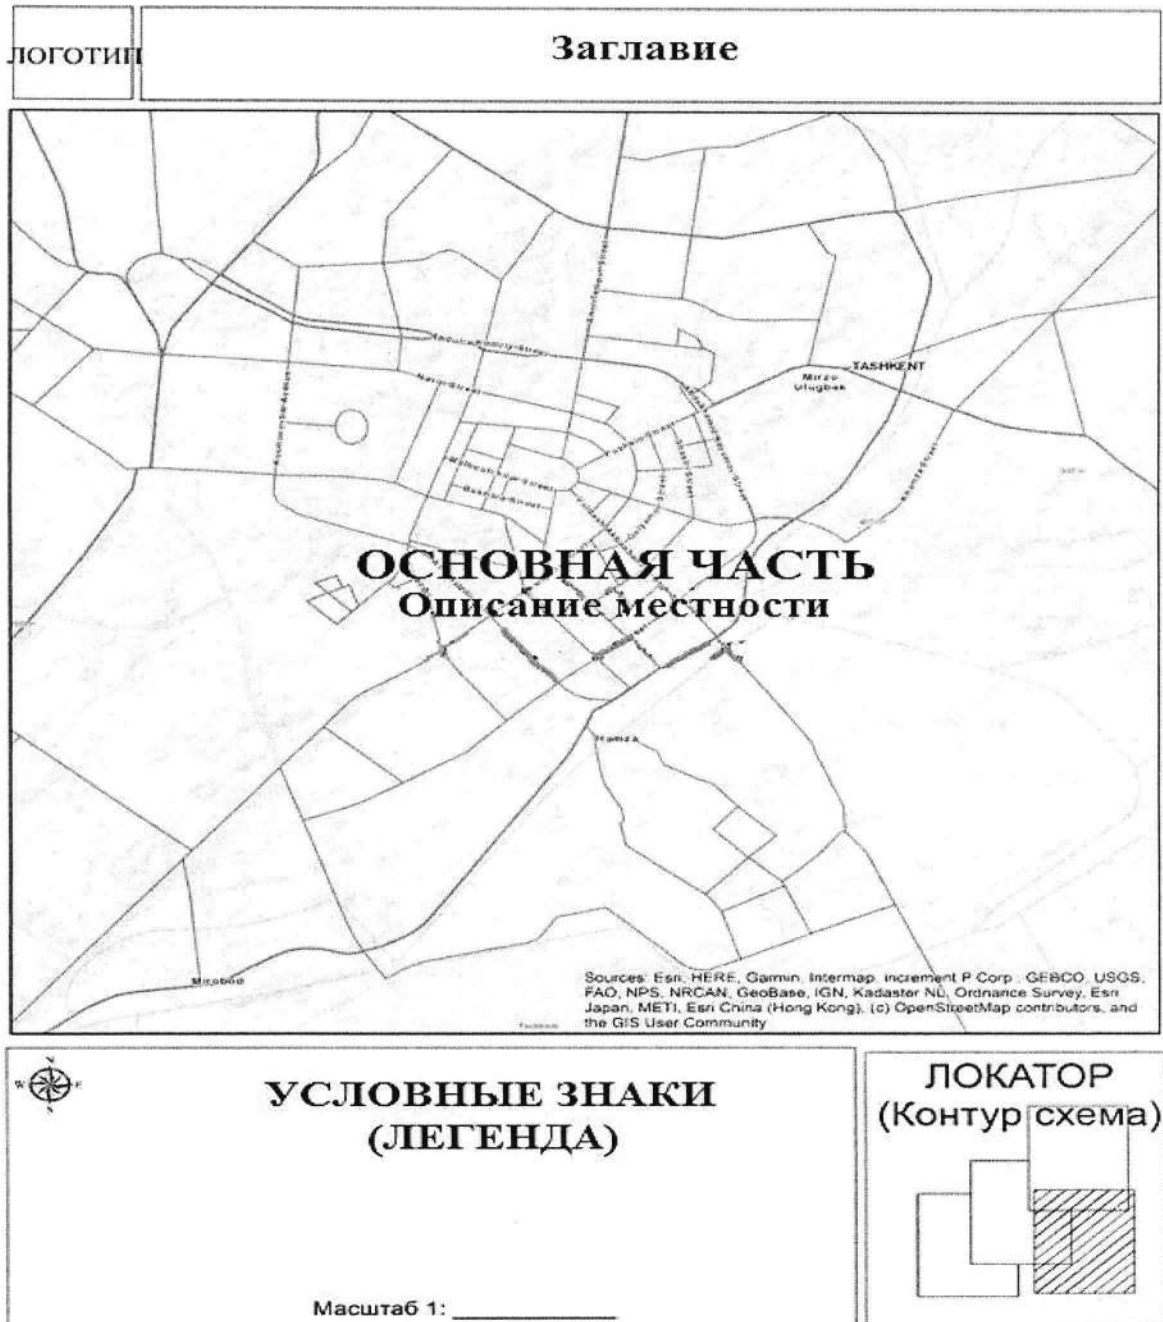 ЛОГОТИП
Заглавие
TASHKENT
Mirzo
Ulugbek
ОСНОВНАЯ ЧАСТЬ
Описание местности
Hamza
Mirobod
Sources: Esri, HERE, Garmin, Intermap, increment P Corp., GEBCO, USGS,
FAO, NPS, NRCAN, GeoBase, IGN, Kadaster NL, Ordnance Survey, Esri
Japan, METI, Esri China (Hong Kong), (c) OpenStreetMap contributors, and
the GIS User Community
N
W E
S
УСЛОВНЫЕ ЗНАКИ
(ЛЕГЕНДА)
Масштаб 1:
ЛОКАТОР
(Контур схема)